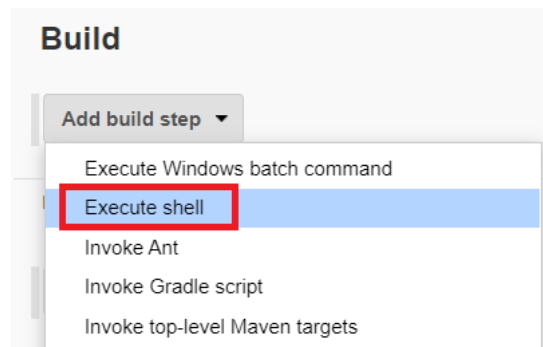 Build
Add build step
Execute Windows batch command
Execute shell
Invoke Ant
Invoke Gradle script
Invoke top-level Maven targets